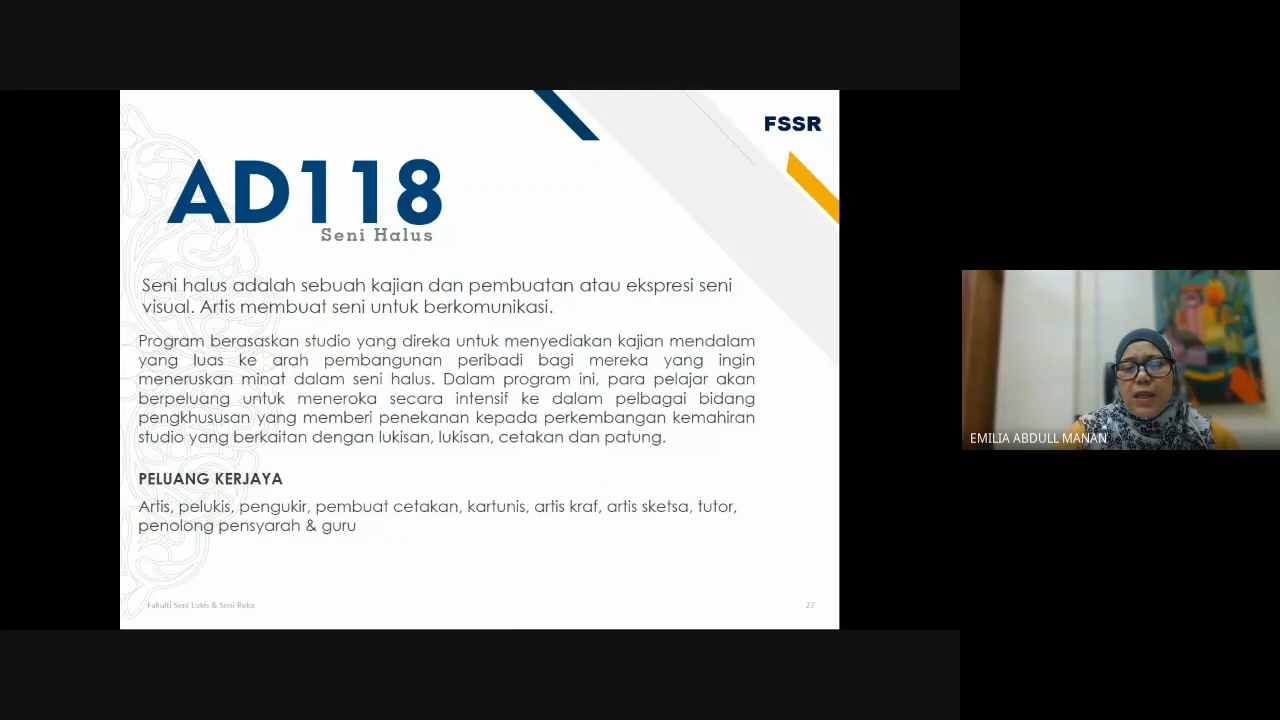 FSSR
AD118
Seni Halus
Seni halus adalah sebuah kajian dan pembuatan atau ekspresi seni
visual. Artis membuat seni untuk berkomunikasi.
Program berasaskan studio yang direka untuk menyediakan kajian mendalam
yang luas ke arah pembangunan peribadi bagi mereka yang ingin
meneruskan minat dalam seni halus. Dalam program ini, para pelajar akan
berpeluang untuk meneroka secara intensif ke dalam pelbagai bidang
pengkhususan yang memberi penekanan kepada perkembangan kemahiran
studio yang berkaitan dengan lukisan, lukisan, cetakan dan patung.
PELUANG KERJAYA
Artis, pelukis, pengukir, pembuat cetakan, kartunis, artis kraf, artis sketsa, tutor,
penolong pensyarah & guru
Fakulti Seni Lukis & Seni Reka
27
EMILIA ABDULL MANAN